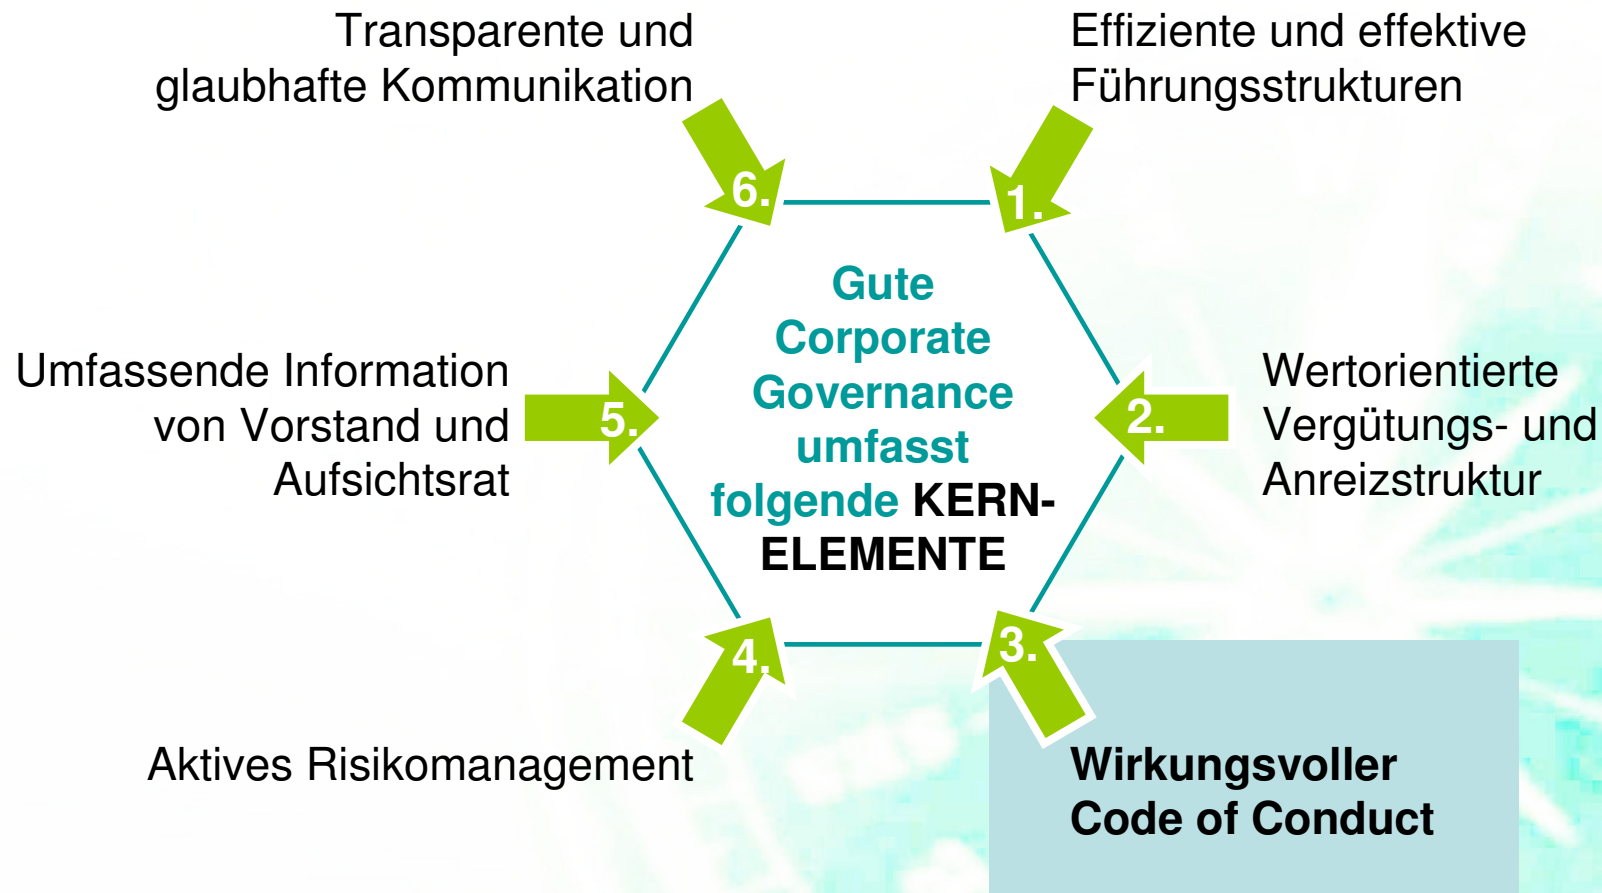 Gute
Corporate
Governance
umfasst
folgende KERN-
ELEMENTE
1.
Effiziente und effektive
Führungsstrukturen
2.
Wertorientierte
Vergütungs- und
Anreizstruktur
3.
Wirkungsvoller
Code of Conduct
4.
Aktives Risikomanagement
5.
Umfassende Information
von Vorstand und
Aufsichtsrat
6.
Transparente und
glaubhafte Kommunikation